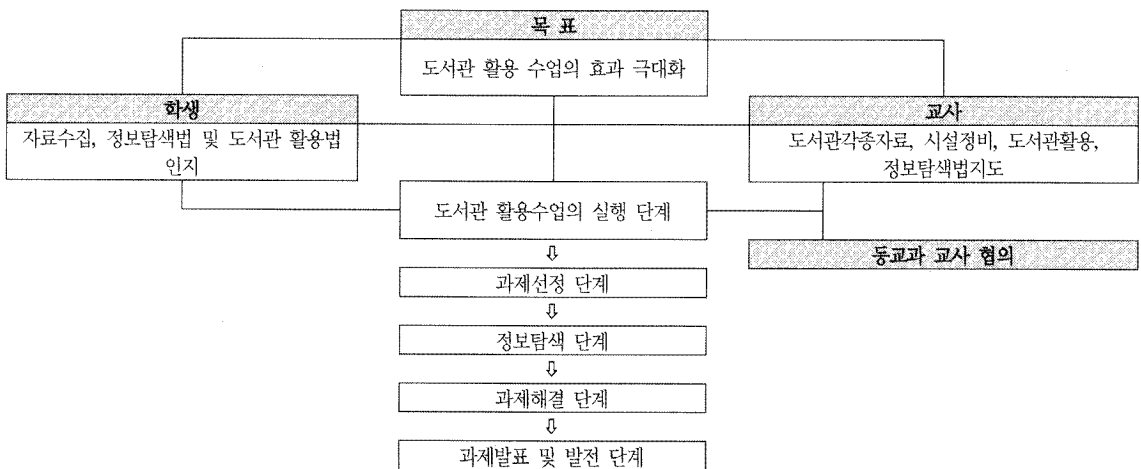 목 표
도서관 활용 수업의 효과 극대화
학생
자료수집, 정보탐색법 및 도서관 활용법
인지
교사
도서관각종자료, 시설정비, 도서관활용,
정보탐색법지도
도서관 활용수업의 실행 단계
동교과 교사 협의
⇩
과제선정 단계
⇩
정보탐색 단계
⇩
과제해결 단계
⇩
과제발표 및 발전 단계